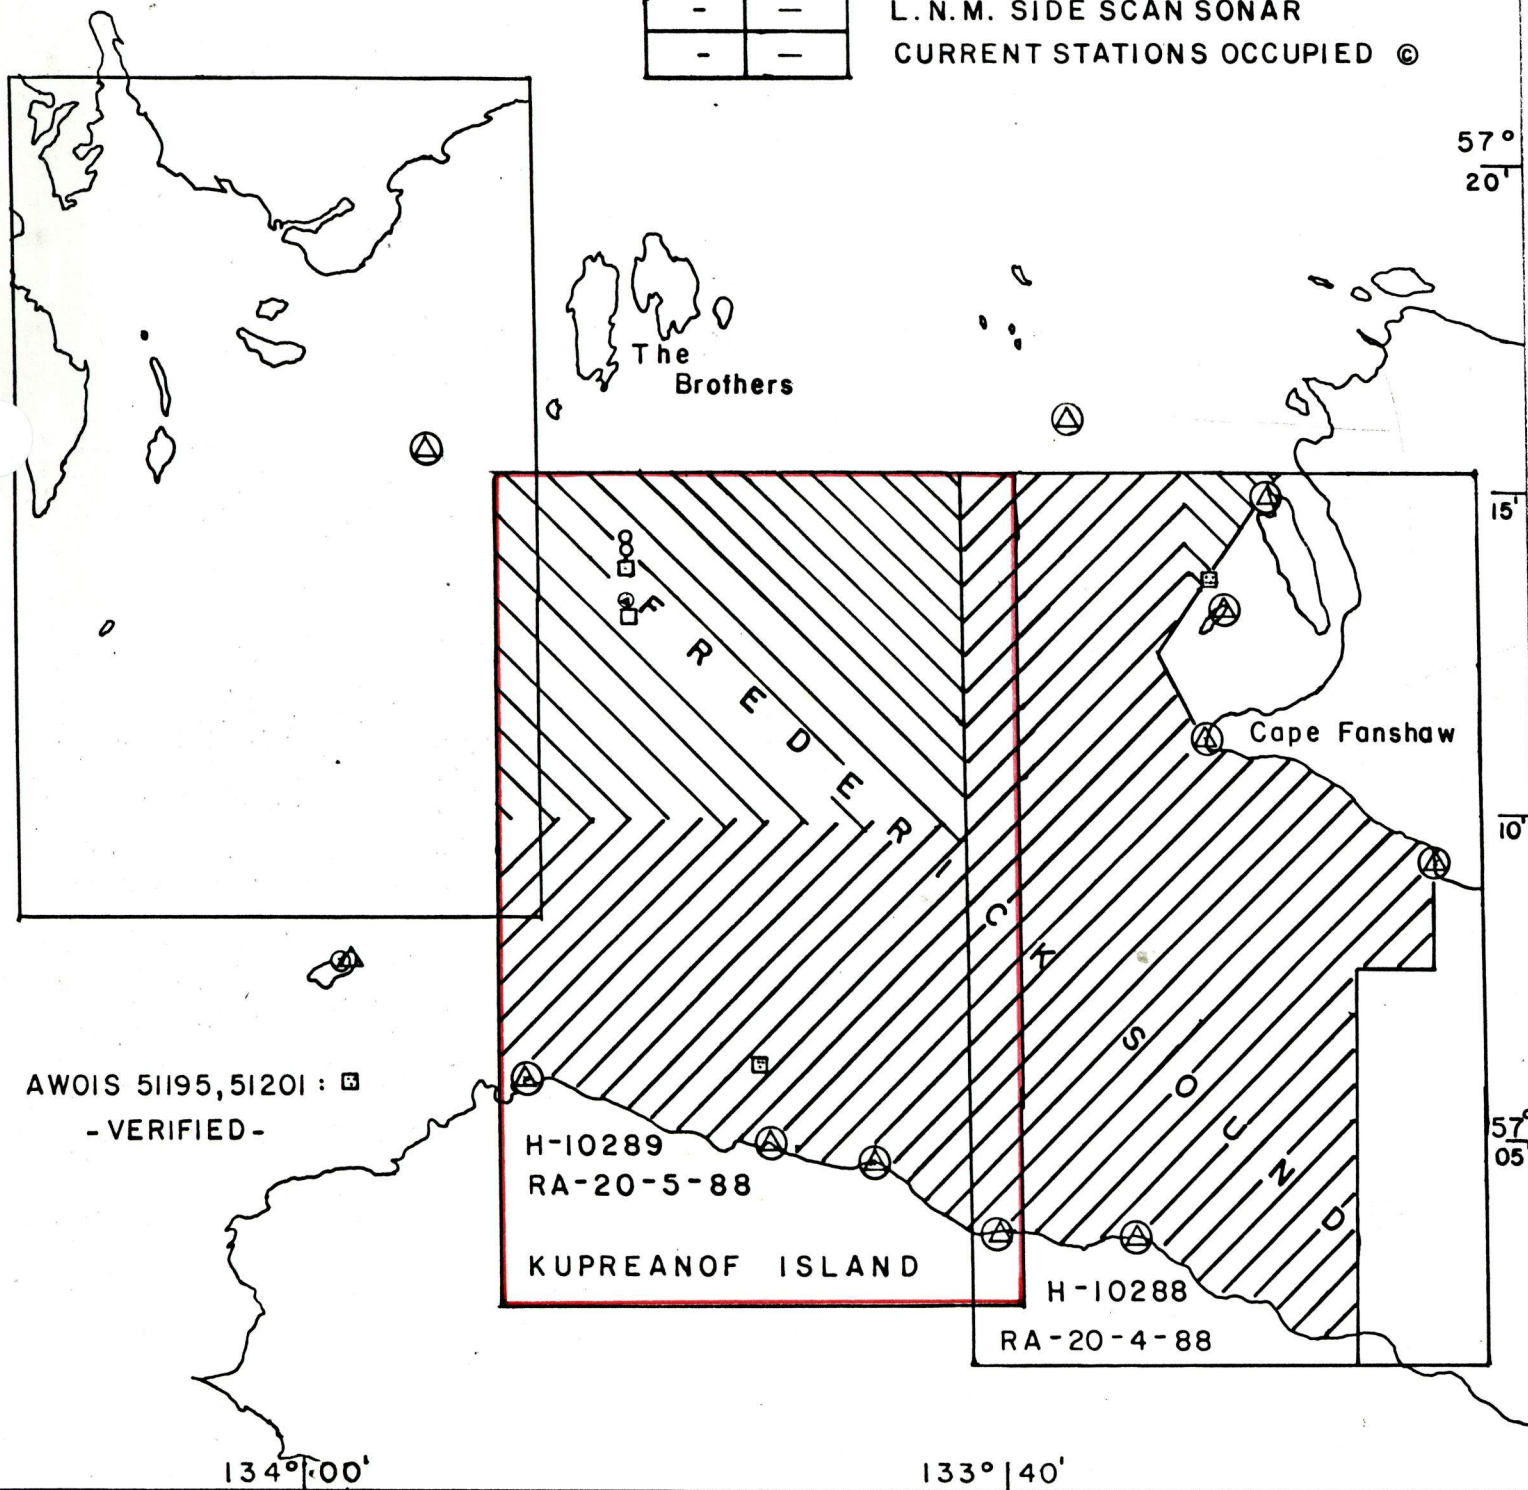 L.N.M. SIDE SCAN SONAR
CURRENT STATIONS OCCUPIED ©
57°
20'
The
Brothers
15'
FREDERICK SOUND
Cape Fanshaw
10'
AWOIS 51195,51201 :
-VERIFIED-
57°
05'
H-10289
RA-20-5-88
KUPREANOF ISLAND
H-10288
RA-20-4-88
134° 00'
133° 40'